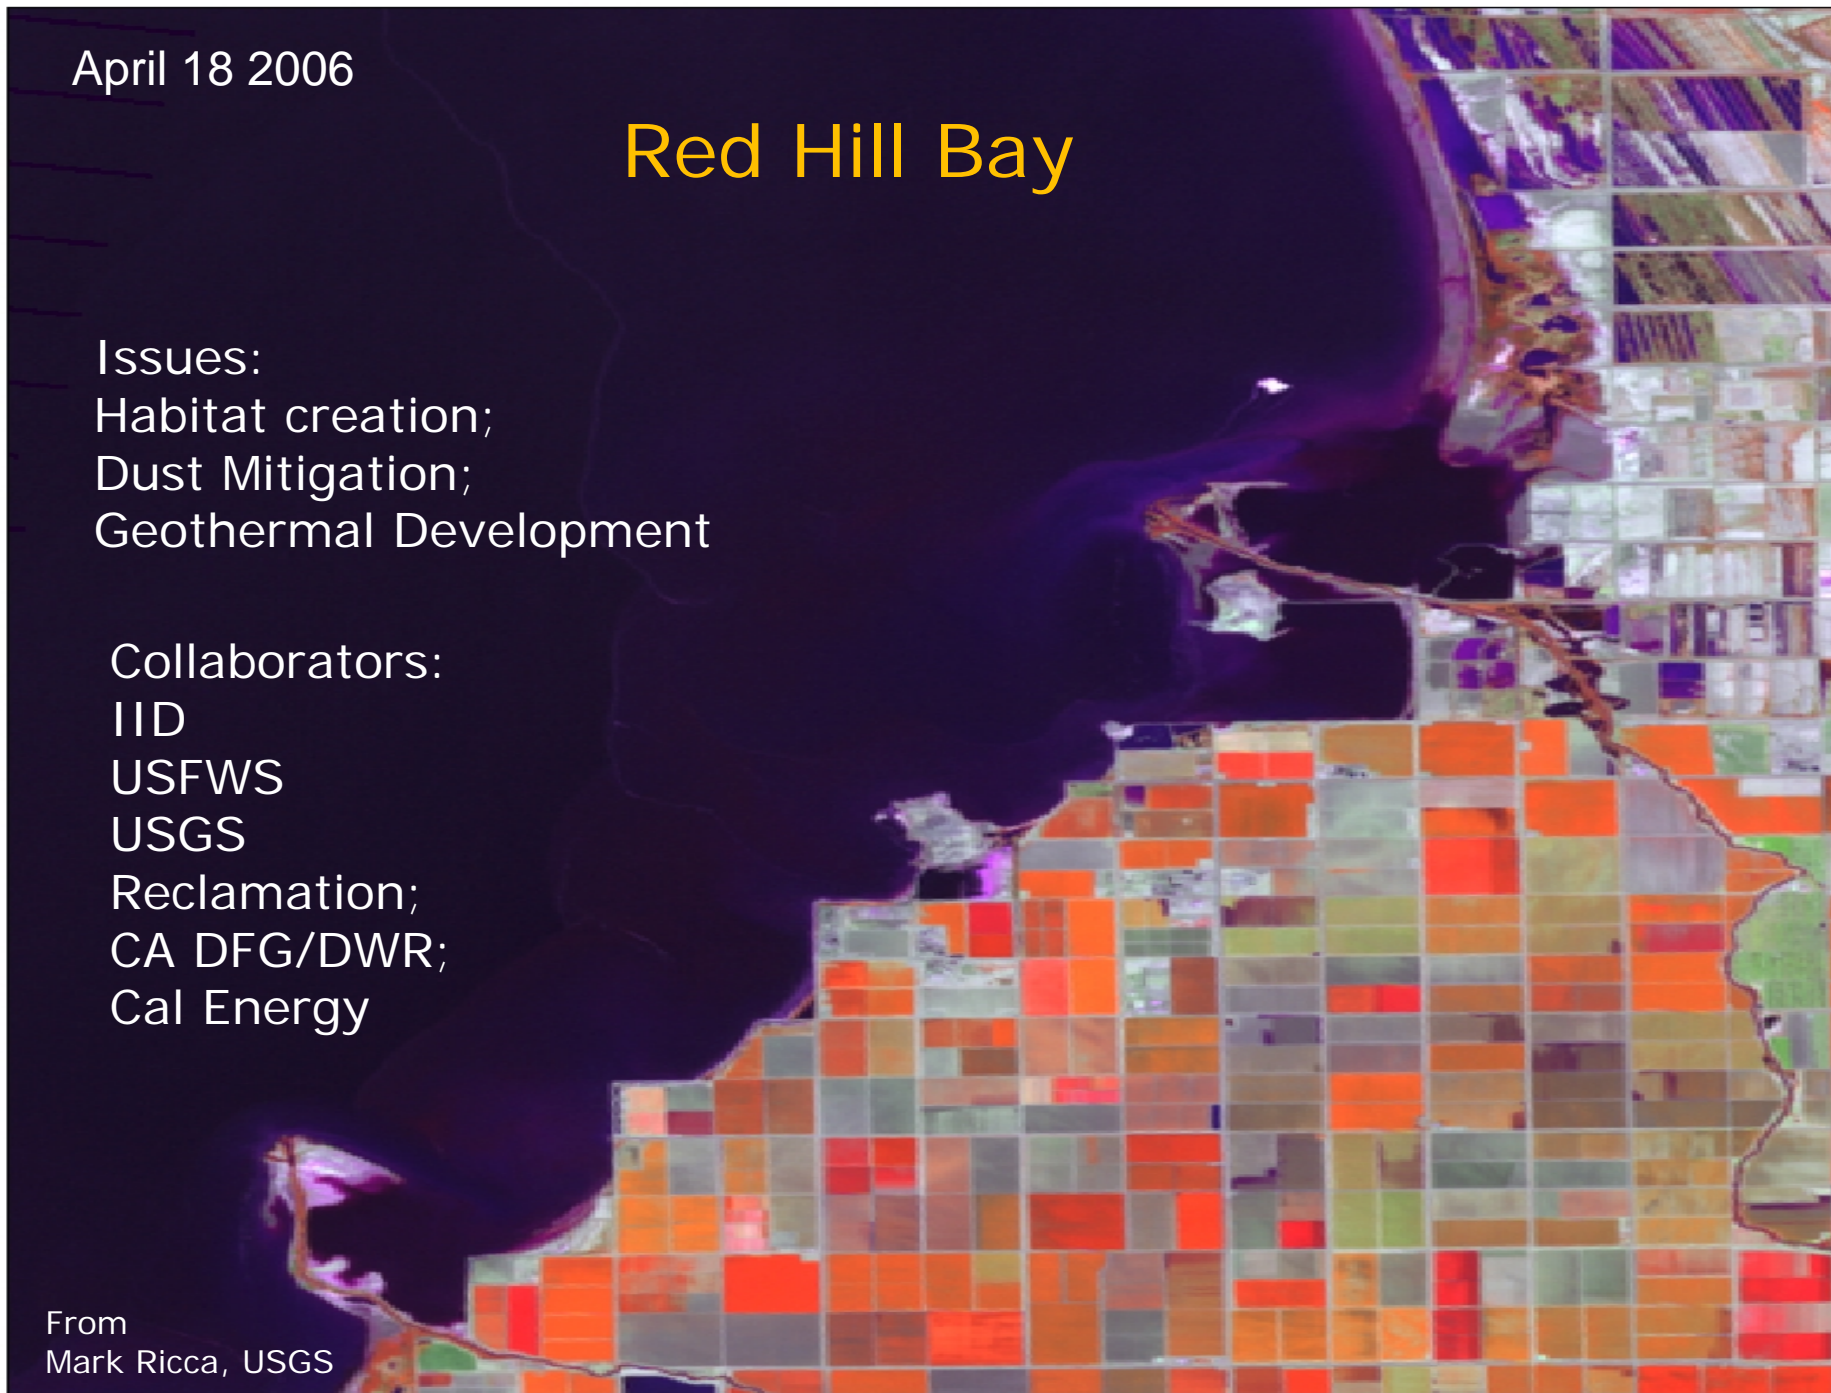 April 18 2006
Red Hill Bay
Issues:
Habitat creation;
Dust Mitigation;
Geothermal Development
Collaborators:
IID
USFWS
USGS
Reclamation;
CA DFG/DWR;
Cal Energy
From
Mark Ricca, USGS